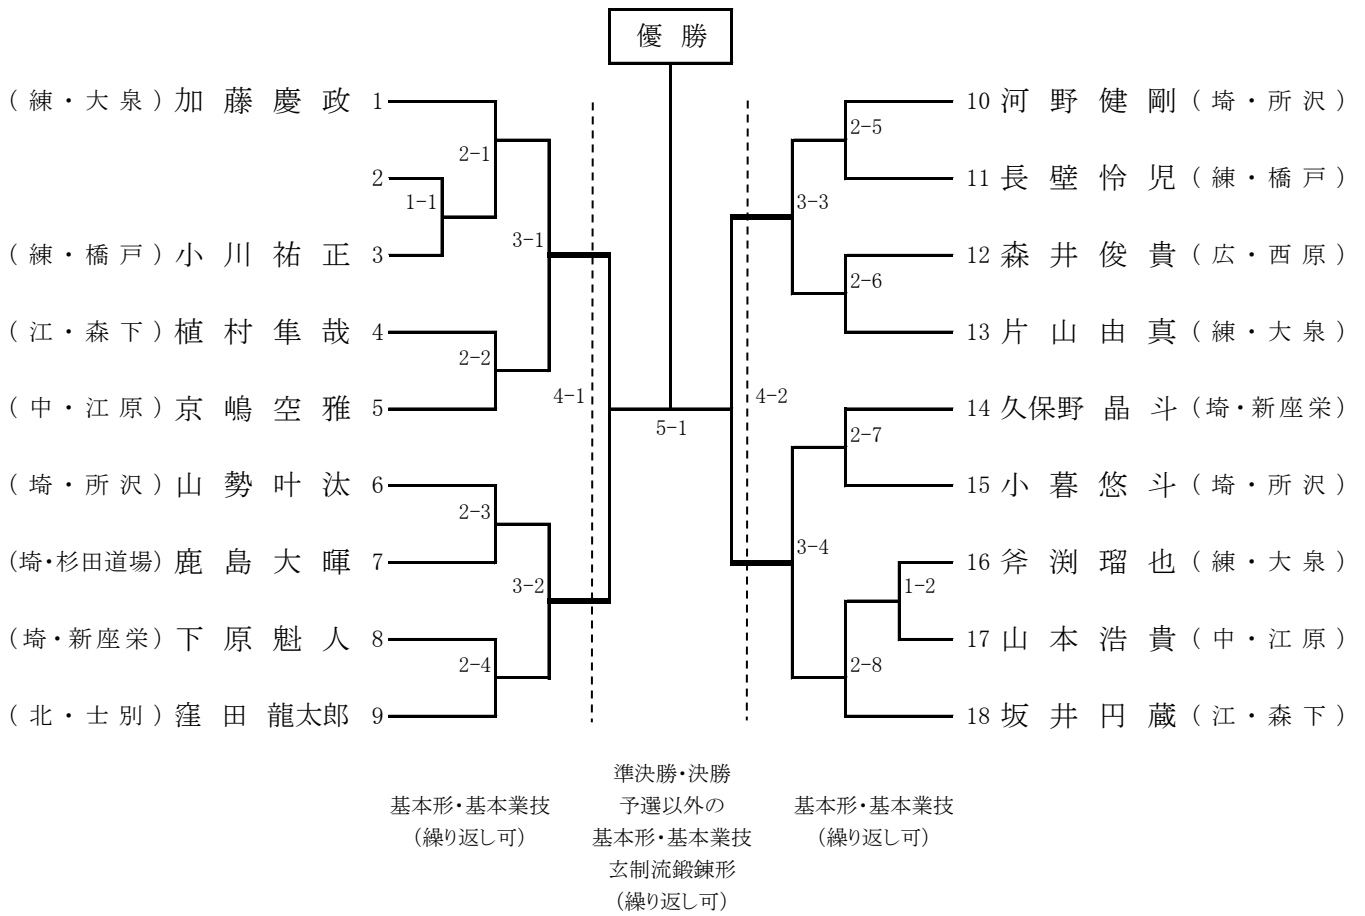 優 勝
(練・大泉) 加藤慶政 1
2-1
2
1-1
(練・橋戸) 小川祐正 3
3-1
(江・森下) 植村隼哉 4
2-2
(中・江原) 京嶋空雅 5
4-1
(埼・所沢) 山勢叶汰 6
2-3
(埼・杉田道場) 鹿島大暉 7
3-2
(埼・新座栄) 下原魁人 8
2-4
(北・士別) 窪田龍太郎 9
5-1
10 河野健剛 (埼・所沢)
2-5
11 長壁怜児 (練・橋戸)
3-3
12 森井俊貴 (広・西原)
2-6
13 片山由真 (練・大泉)
4-2
14 久保野晶斗 (埼・新座栄)
2-7
15 小暮悠斗 (埼・所沢)
3-4
16 斧渕瑠也 (練・大泉)
1-2
17 山本浩貴 (中・江原)
2-8
18 坂井円蔵 (江・森下)
基本形・基本業技
(繰り返し可)
準決勝・決勝
予選以外の
基本形・基本業技
玄制流鍛錬形
(繰り返し可)
基本形・基本業技
(繰り返し可)